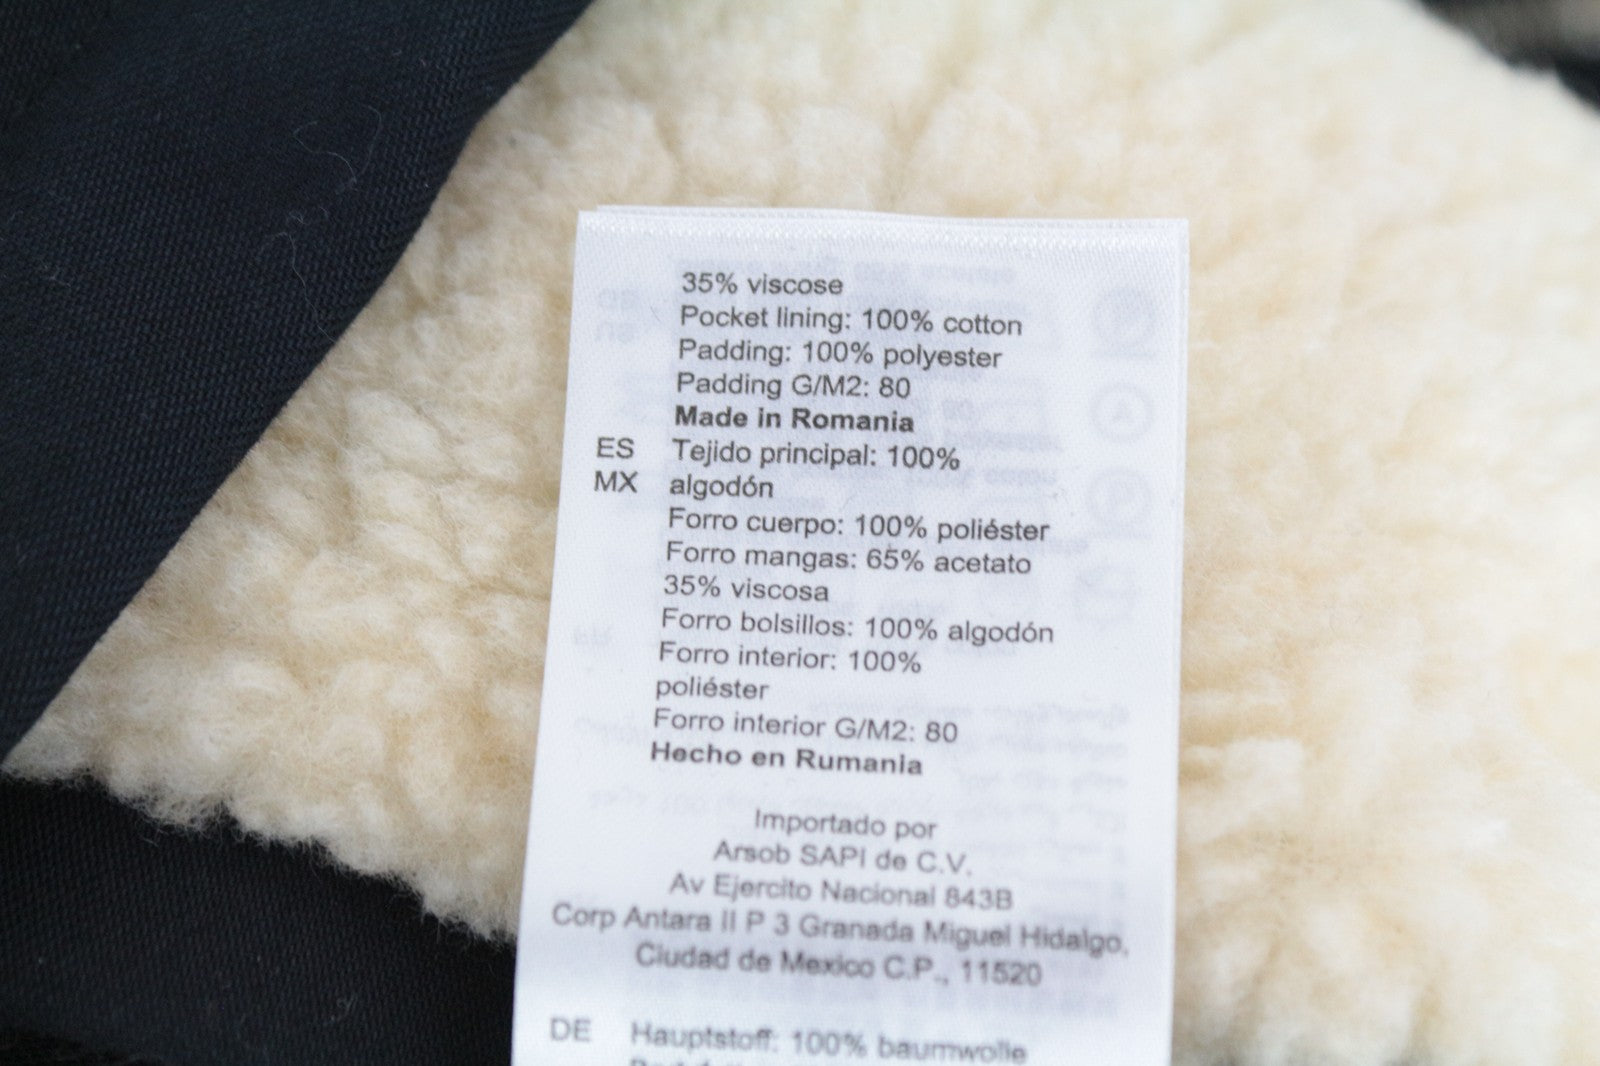 35% viscose
Pocket lining: 100% cotton
Padding: 100% polyester
Padding G/M2: 80
Made in Romania
ES Tejido principal: 100%
MX algodón
Forro cuerpo: 100% poliéster
Forro mangas: 65% acetato
35% viscosa
Forro bolsillos: 100% algodón
Forro interior: 100%
poliéster
Forro interior G/M2: 80
Hecho en Rumania
Importado por
Arsob SAPI de C.V.
Av Ejercito Nacional 843B
Corp Antara II P 3 Granada Miguel Hidalgo,
Ciudad de Mexico C.P., 11520
DE Hauptstoff: 100% baumwolle